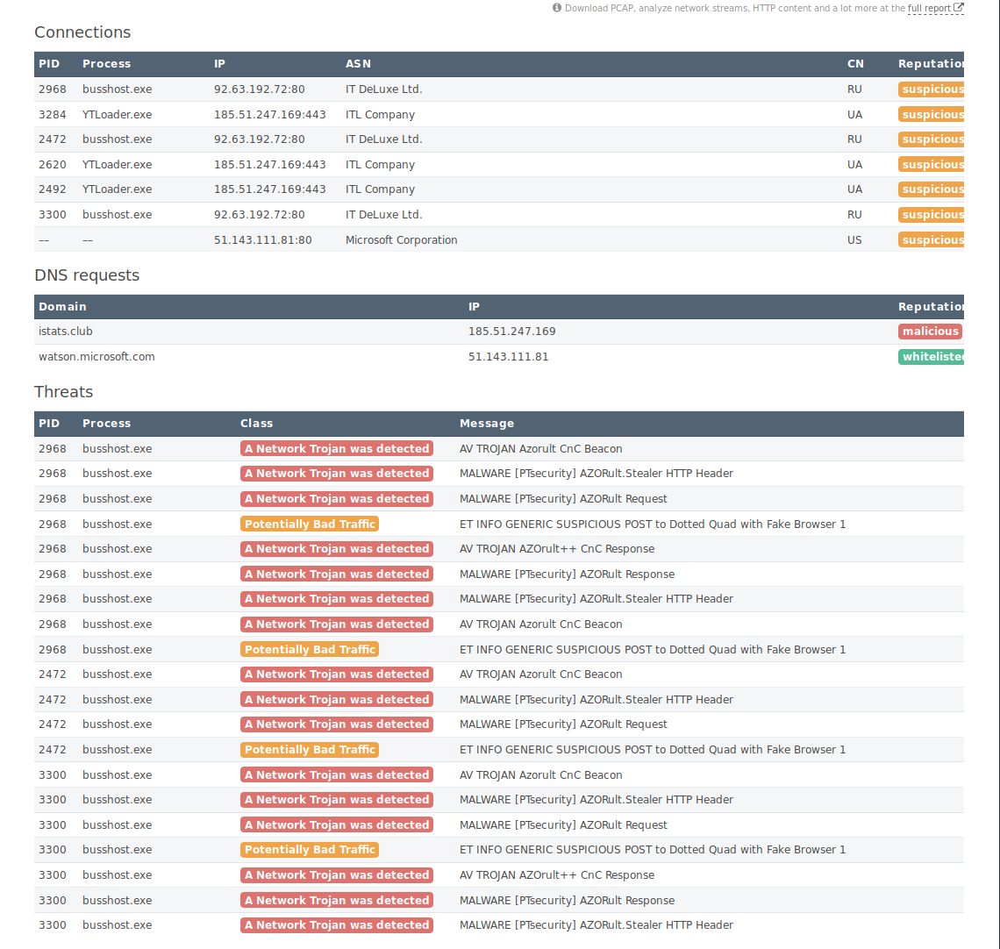 Download PCAP, analyze network streams, HTTP content and a lot more at the full report
Connections
PID Process IP ASN CN Reputation
2968 busshost.exe 92.63.192.72:80 IT DeLuxe Ltd. RU suspicious
3284 YTLoader.exe 185.51.247.169:443 ITL Company UA suspicious
2472 busshost.exe 92.63.192.72:80 IT DeLuxe Ltd. RU suspicious
2620 YTLoader.exe 185.51.247.169:443 ITL Company UA suspicious
2492 YTLoader.exe 185.51.247.169:443 ITL Company UA suspicious
3300 busshost.exe 92.63.192.72:80 IT DeLuxe Ltd. RU suspicious
–– –– 51.143.111.81:80 Microsoft Corporation US suspicious
DNS requests
Domain IP Reputation
istats.club 185.51.247.169 malicious
watson.microsoft.com 51.143.111.81 whitelisted
Threats
PID Process Class Message
2968 busshost.exe A Network Trojan was detected AV TROJAN Azorult CnC Beacon
2968 busshost.exe A Network Trojan was detected MALWARE [PTsecurity] AZORult.Stealer HTTP Header
2968 busshost.exe A Network Trojan was detected MALWARE [PTsecurity] AZORult Request
2968 busshost.exe Potentially Bad Traffic ET INFO GENERIC SUSPICIOUS POST to Dotted Quad with Fake Browser 1
2968 busshost.exe A Network Trojan was detected AV TROJAN AZOrult++ CnC Response
2968 busshost.exe A Network Trojan was detected MALWARE [PTsecurity] AZORult Response
2968 busshost.exe A Network Trojan was detected MALWARE [PTsecurity] AZORult.Stealer HTTP Header
2968 busshost.exe A Network Trojan was detected AV TROJAN Azorult CnC Beacon
2968 busshost.exe Potentially Bad Traffic ET INFO GENERIC SUSPICIOUS POST to Dotted Quad with Fake Browser 1
2472 busshost.exe A Network Trojan was detected AV TROJAN Azorult CnC Beacon
2472 busshost.exe A Network Trojan was detected MALWARE [PTsecurity] AZORult.Stealer HTTP Header
2472 busshost.exe A Network Trojan was detected MALWARE [PTsecurity] AZORult Request
2472 busshost.exe Potentially Bad Traffic ET INFO GENERIC SUSPICIOUS POST to Dotted Quad with Fake Browser 1
3300 busshost.exe A Network Trojan was detected AV TROJAN Azorult CnC Beacon
3300 busshost.exe A Network Trojan was detected MALWARE [PTsecurity] AZORult.Stealer HTTP Header
3300 busshost.exe A Network Trojan was detected MALWARE [PTsecurity] AZORult Request
3300 busshost.exe Potentially Bad Traffic ET INFO GENERIC SUSPICIOUS POST to Dotted Quad with Fake Browser 1
3300 busshost.exe A Network Trojan was detected AV TROJAN AZOrult++ CnC Response
3300 busshost.exe A Network Trojan was detected MALWARE [PTsecurity] AZORult Response
3300 busshost.exe A Network Trojan was detected MALWARE [PTsecurity] AZORult.Stealer HTTP Header